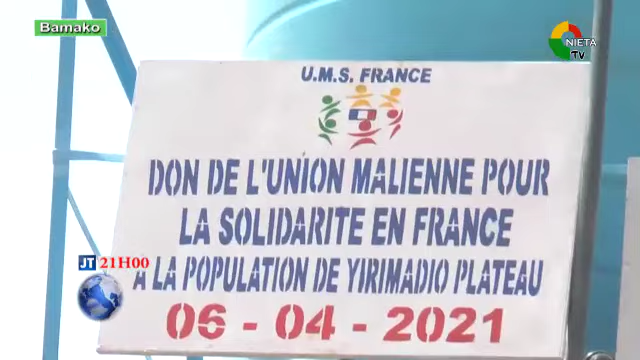 Bamako
NIETA
TV
U.M.S. FRANCE
DON DE L'UNION MALIENNE POUR
LA SOLIDARITE EN FRANCE
A LA POPULATION DE YIRIMADIO PLATEAU
06 - 04 - 2021
JT 21H00